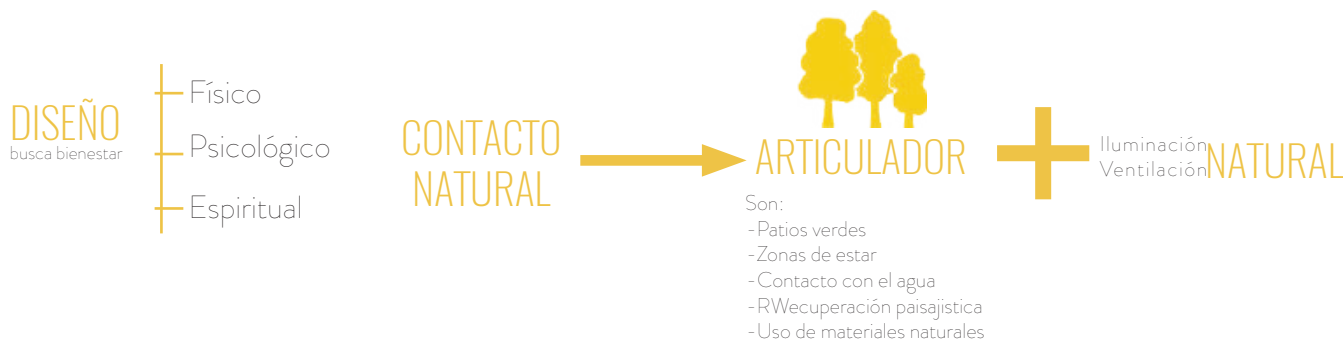 DISEÑO
busca bienestar
Físico
Psicológico
Espiritual
CONTACTO
NATURAL
ARTICULADOR
Son:
-Patios verdes
-Zonas de estar
-Contacto con el agua
-RWecuperación paisajistica
-Uso de materiales naturales
Iluminación
Ventilación
NATURAL